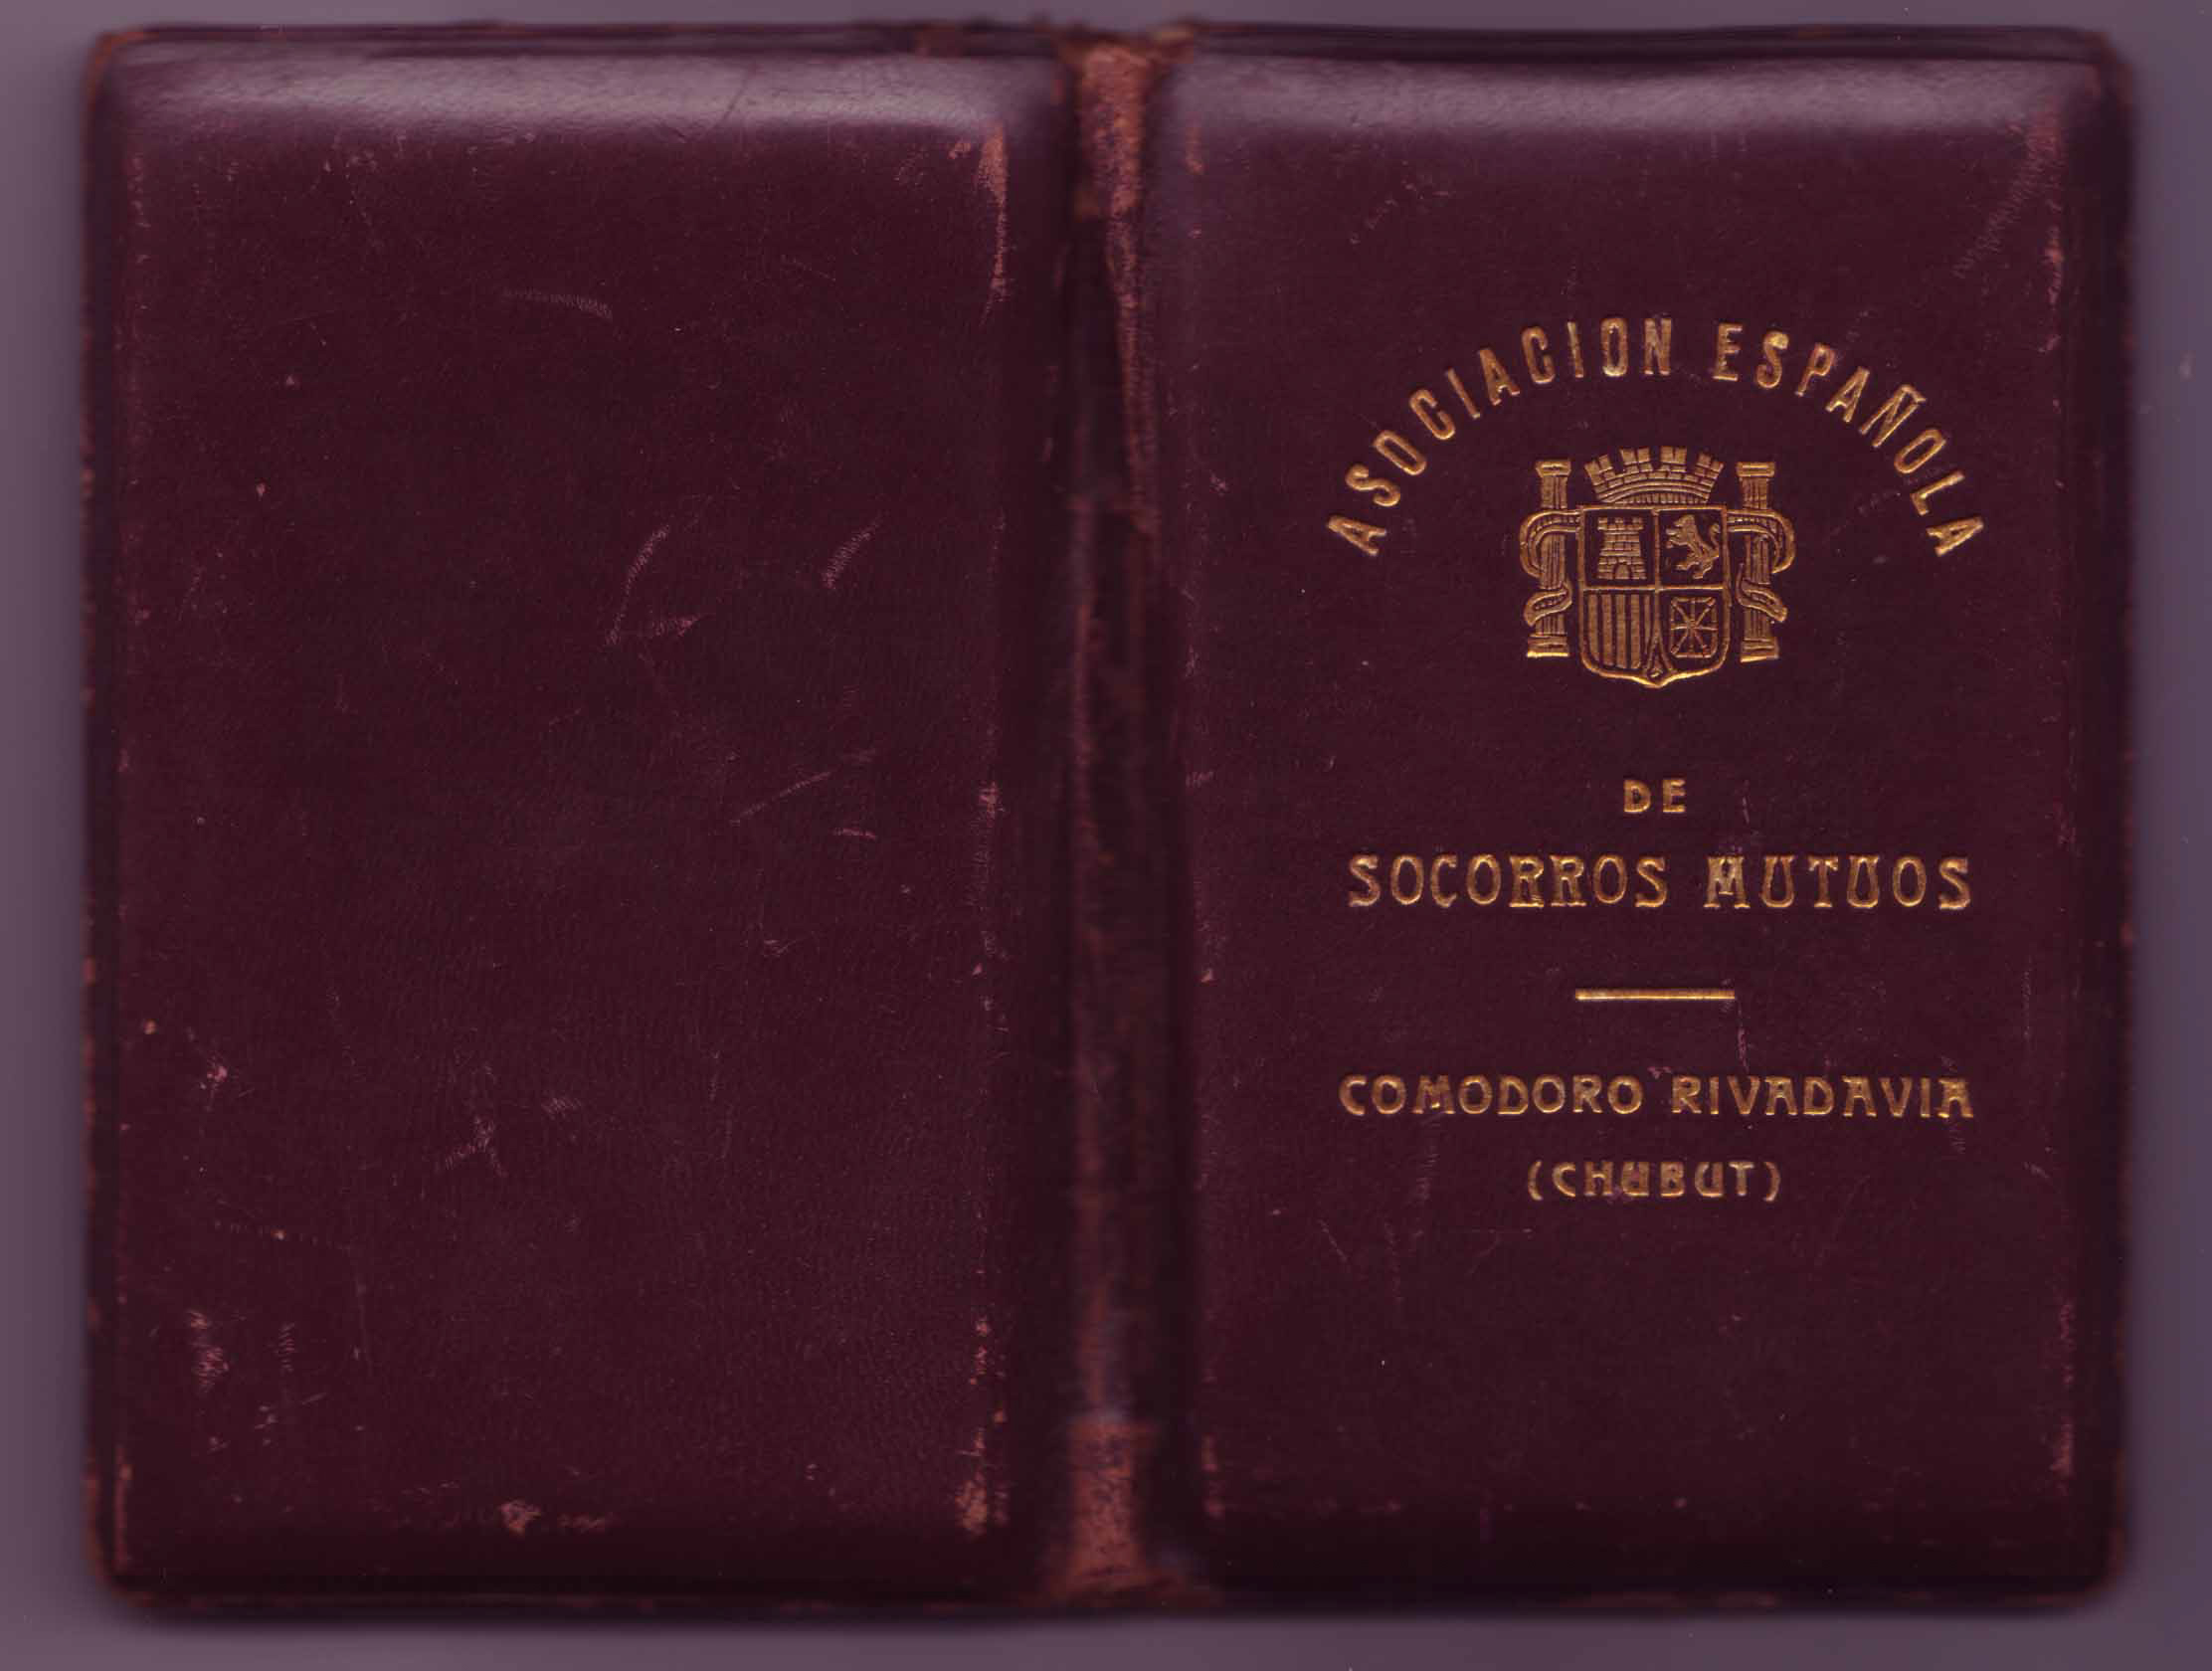 ASOCIACION ESPAÑOLA
DE
SOCORROS MUTUOS
COMODORO RIVADAVIA
(CHUBUT)